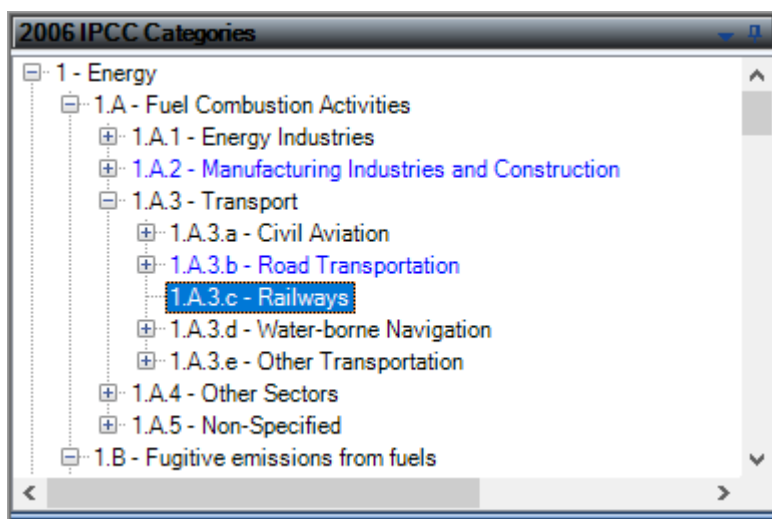 2006 IPCC Categories
1 - Energy
1.A - Fuel Combustion Activities
1.A.1 - Energy Industries
1.A.2 - Manufacturing Industries and Construction
1.A.3 - Transport
1.A.3.a - Civil Aviation
1.A.3.b - Road Transportation
1.A.3.c - Railways
1.A.3.d - Water-borne Navigation
1.A.3.e - Other Transportation
1.A.4 - Other Sectors
1.A.5 - Non-Specified
1.B - Fugitive emissions from fuels